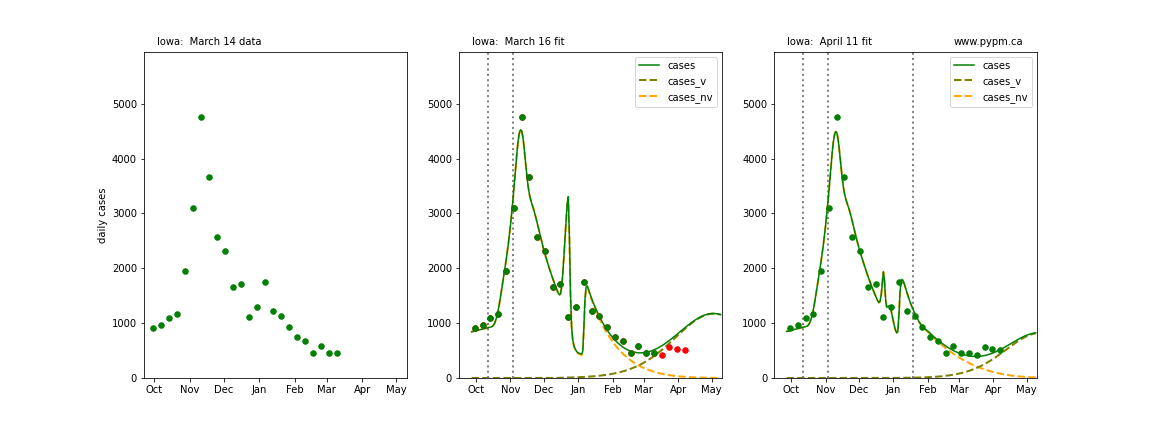 Iowa: March 14 data
Iowa: March 16 fit
Iowa: April 11 fit
www.pypm.ca
daily cases
5000
4000
3000
2000
1000
0
Oct Nov Dec Jan Feb Mar Apr May
cases
cases_v
cases_nv
5000
4000
3000
2000
1000
0
Oct Nov Dec Jan Feb Mar Apr May
cases
cases_v
cases_nv
5000
4000
3000
2000
1000
0
Oct Nov Dec Jan Feb Mar Apr May